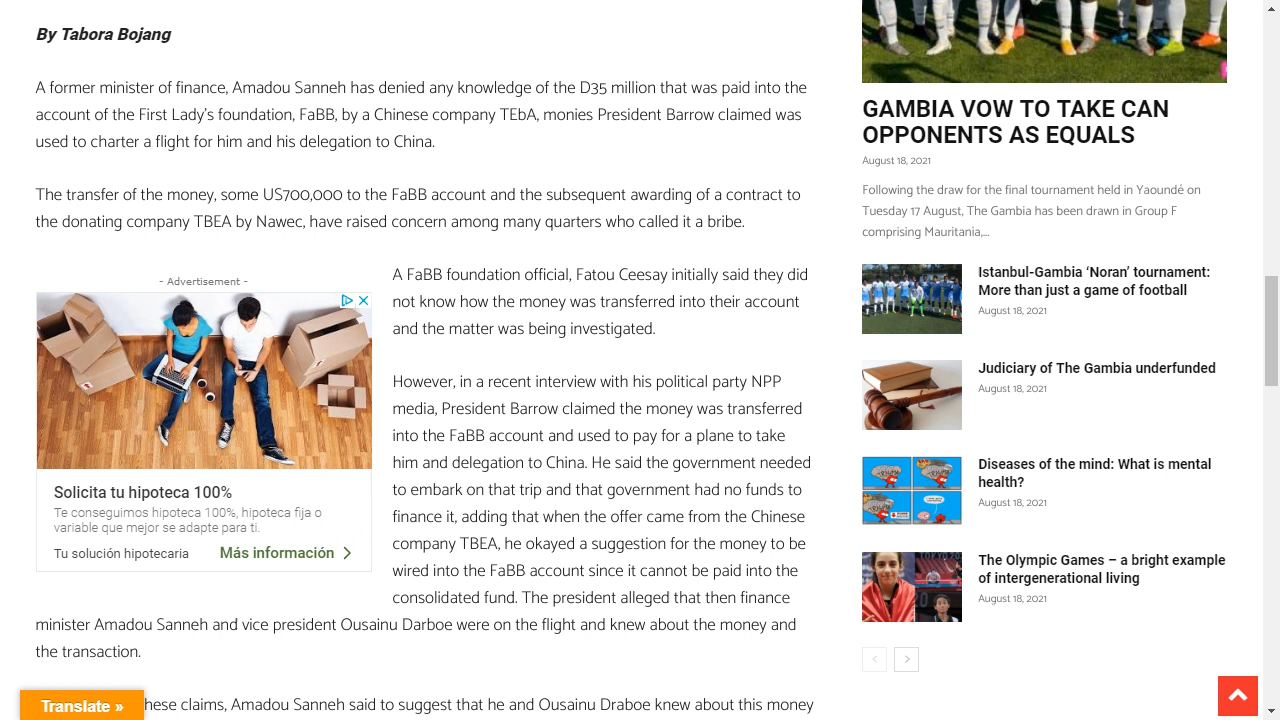 By Tabora Bojang
A former minister of finance, Amadou Sanneh has denied any knowledge of the D35 million that was paid into the
account of the First Lady's foundation, FaBB, by a Chinese company TEbA, monies President Barrow claimed was
used to charter a flight for him and his delegation to China.
The transfer of the money, some US700,000 to the FaBB account and the subsequent awarding of a contract to
the donating company TBEA by Nawec, have raised concern among many quarters who called it a bribe.
- Advertisement -
Solicita tu hipoteca 100%
Te conseguimos hipoteca 100%, hipoteca fija o
variable que mejor se adapte para ti.
Tu solución hipotecaria
Más información
A FaBB foundation official, Fatou Ceesay initially said they did
not know how the money was transferred into their account
and the matter was being investigated.
However, in a recent interview with his political party NPP
media, President Barrow claimed the money was transferred
into the FaBB account and used to pay for a plane to take
him and delegation to China. He said the government needed
to embark on that trip and that government had no funds to
finance it adding that when the offer came from the Chinese
company TBEA, he okayed a suggestion for the money to be
wired into the FaBB account since it cannot be paid into the
consolidated fund. The president alleged that then finance
minister Amadou Sanneh and vice president Ousainu Darboe were on the flight and knew about the money and
the transaction.
hese claims, Amadou Sanneh said to suggest that he and Ousainu Draboe knew about this money
Translate »
GAMBIA VOW TO TAKE CAN
OPPONENTS AS EQUALS
August 18, 2021
Following the draw for the final tournament held in Yaoundé on
Tuesday 17 August, The Gambia has been drawn in Group F
comprising Mauritania,...
Istanbul-Gambia ‘Noran’ tournament:
More than just a game of football
August 18, 2021
Judiciary of The Gambia underfunded
August 18, 2021
Diseases of the mind: What is mental
health?
August 18, 2021
The Olympic Games – a bright example
of intergenerational living
August 18, 2021